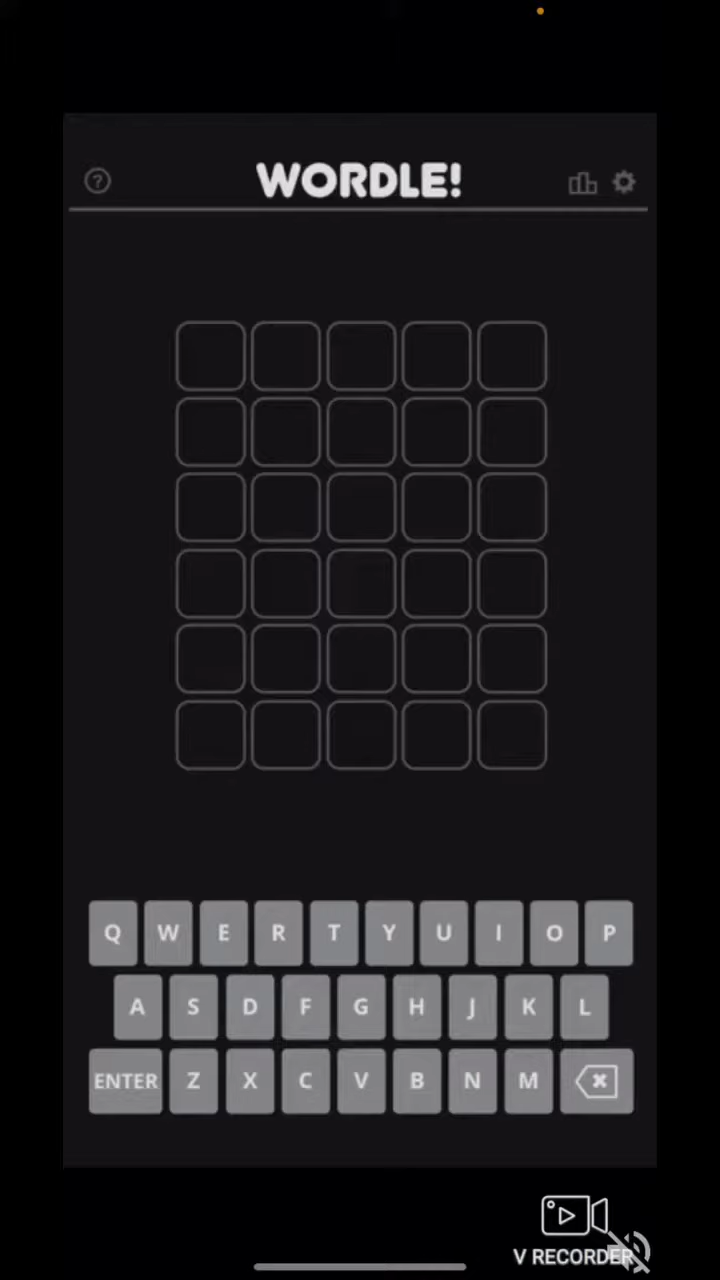 ?
WORDLE!
Q W E R T Y U I O P
A S D F G H J K L
ENTER Z X C V B N M
V RECORDER